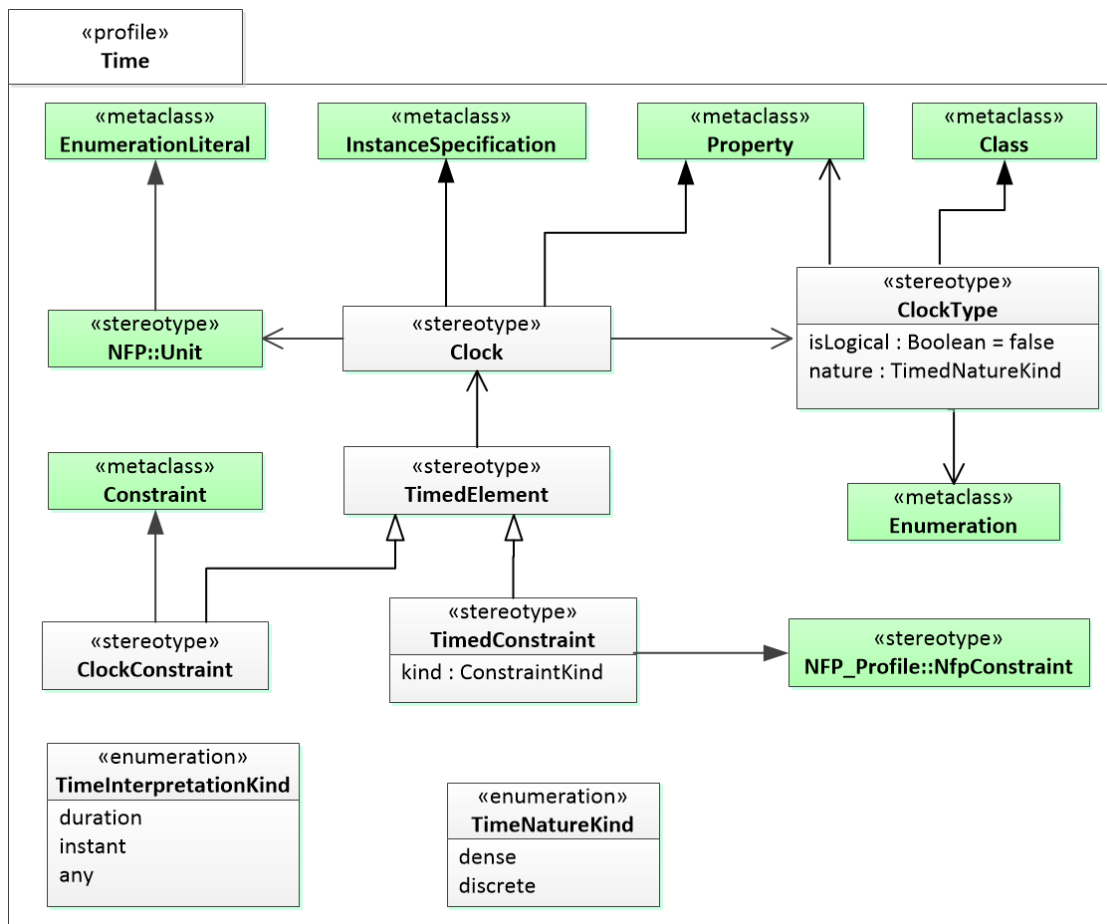 «profile»
Time
«metaclass»
EnumerationLiteral
«metaclass»
InstanceSpecification
«metaclass»
Property
«metaclass»
Class
«stereotype»
NFP::Unit
«stereotype»
Clock
«stereotype»
ClockType
isLogical : Boolean = false
nature : TimedNatureKind
«metaclass»
Constraint
«stereotype»
TimedElement
«metaclass»
Enumeration
«stereotype»
ClockConstraint
«stereotype»
TimedConstraint
kind : ConstraintKind
«stereotype»
NFP_Profile::NfpConstraint
«enumeration»
TimeInterpretationKind
duration
instant
any
«enumeration»
TimeNatureKind
dense
discrete